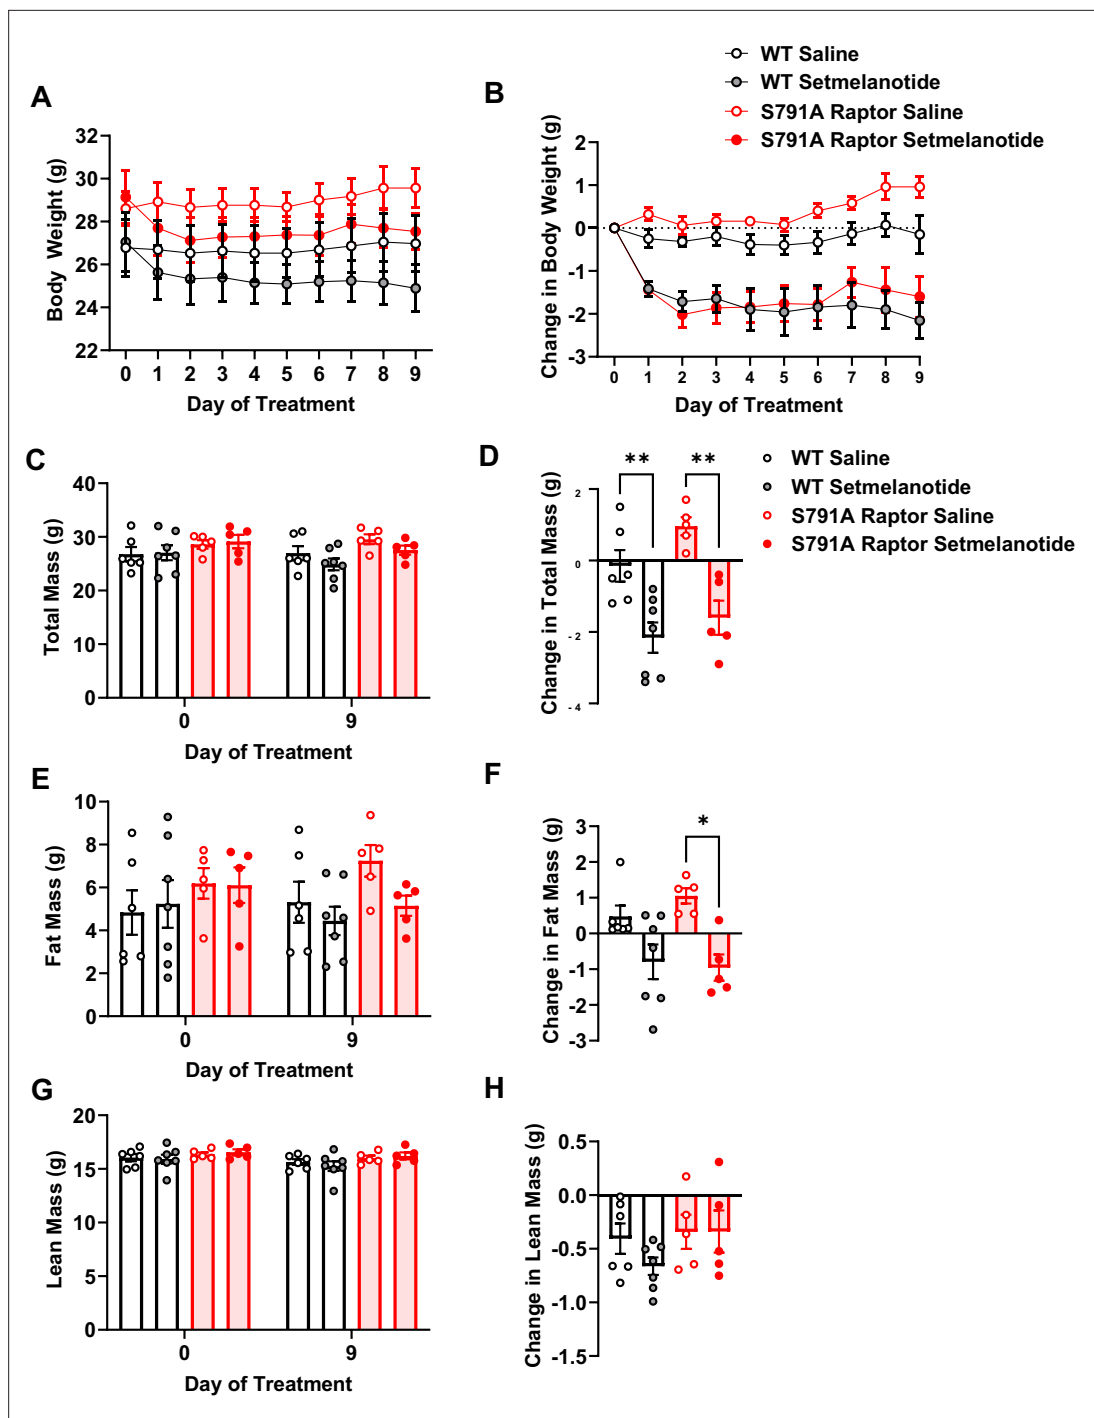 A
Body Weight (g)
32
30
28
26
24
22
0 1 2 3 4 5 6 7 8 9
Day of Treatment
B
WT Saline
WT Setmelanotide
S791A Raptor Saline
S791A Raptor Setmelanotide
Change in Body Weight (g)
2
1
0
-1
-2
-3
0 1 2 3 4 5 6 7 8 9
Day of Treatment
C
Total Mass (g)
40
30
20
10
0
0 9
Day of Treatment
D
WT Saline
WT Setmelanotide
S791A Raptor Saline
S791A Raptor Setmelanotide
Change in Total Mass (g)
** **
2
0
- 2
- 4
E
Fat Mass (g)
10
8
6
4
2
0
0 9
Day of Treatment
F
Change in Fat Mass (g)
*
3
2
1
0
-1
-2
-3
G
Lean Mass (g)
20
15
10
5
0
0 9
Day of Treatment
H
Change in Lean Mass (g)
0.5
0.0
-0.5
-1.0
-1.5